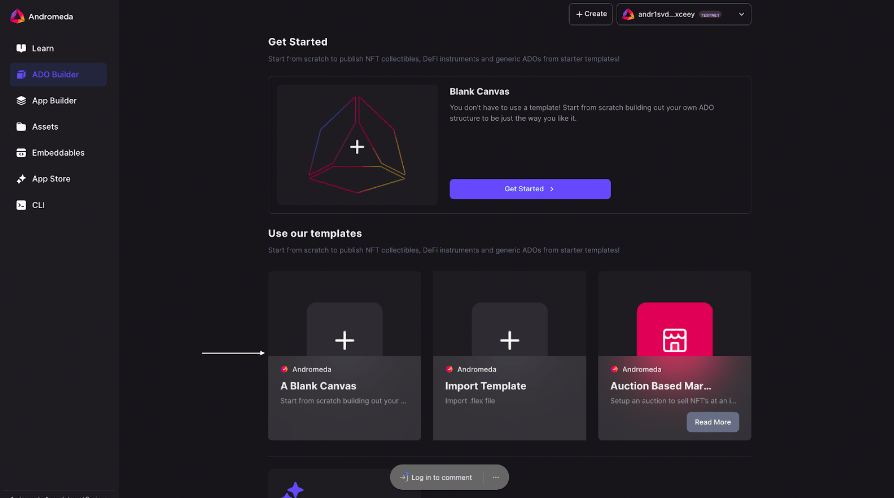 Andromeda
Create
andr1svd...xceey TESTNET
Learn
ADO Builder
App Builder
Assets
Embeddables
App Store
CLI
Get Started
Start from scratch to publish NFT collectibles, DeFi instruments and generic ADOs from starter templates!
Blank Canvas
You don't have to use a template! Start from scratch building out your own ADO
structure to be just the way you like it.
Get Started
Use our templates
Start from scratch to publish NFT collectibles, DeFi instruments and generic ADOs from starter templates!
Andromeda
A Blank Canvas
Start from scratch building out your ...
Andromeda
Import Template
Import .flex file
Andromeda
Auction Based Mar...
Setup an auction to sell NFT's at an i...
Read More
Log in to comment